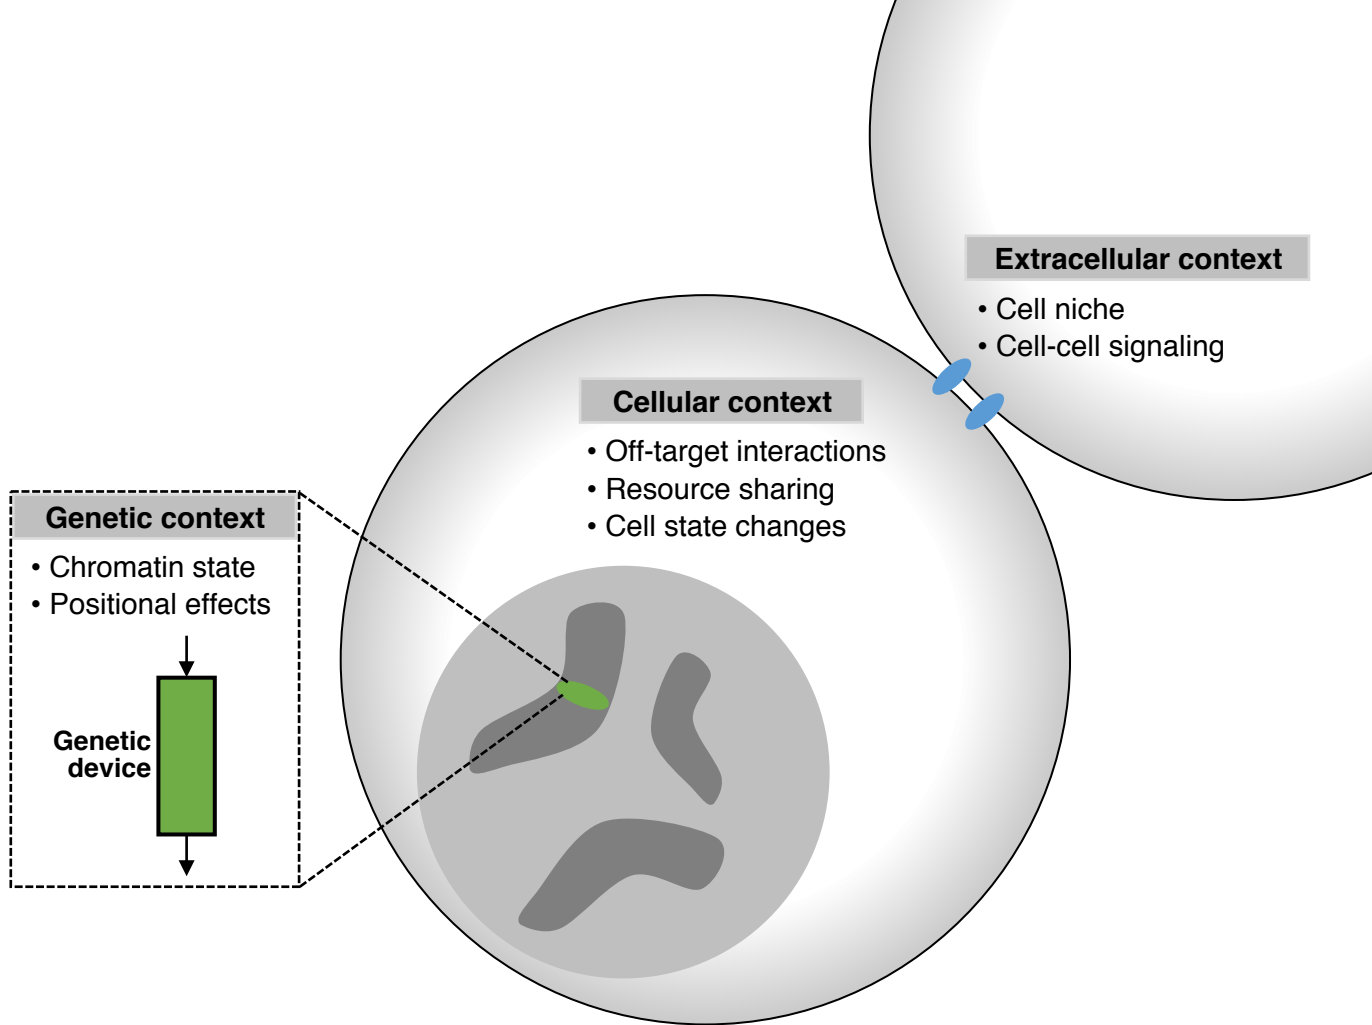 Extracellular context
• Cell niche
• Cell-cell signaling
Cellular context
• Off-target interactions
• Resource sharing
• Cell state changes
Genetic context
• Chromatin state
• Positional effects
Genetic
device